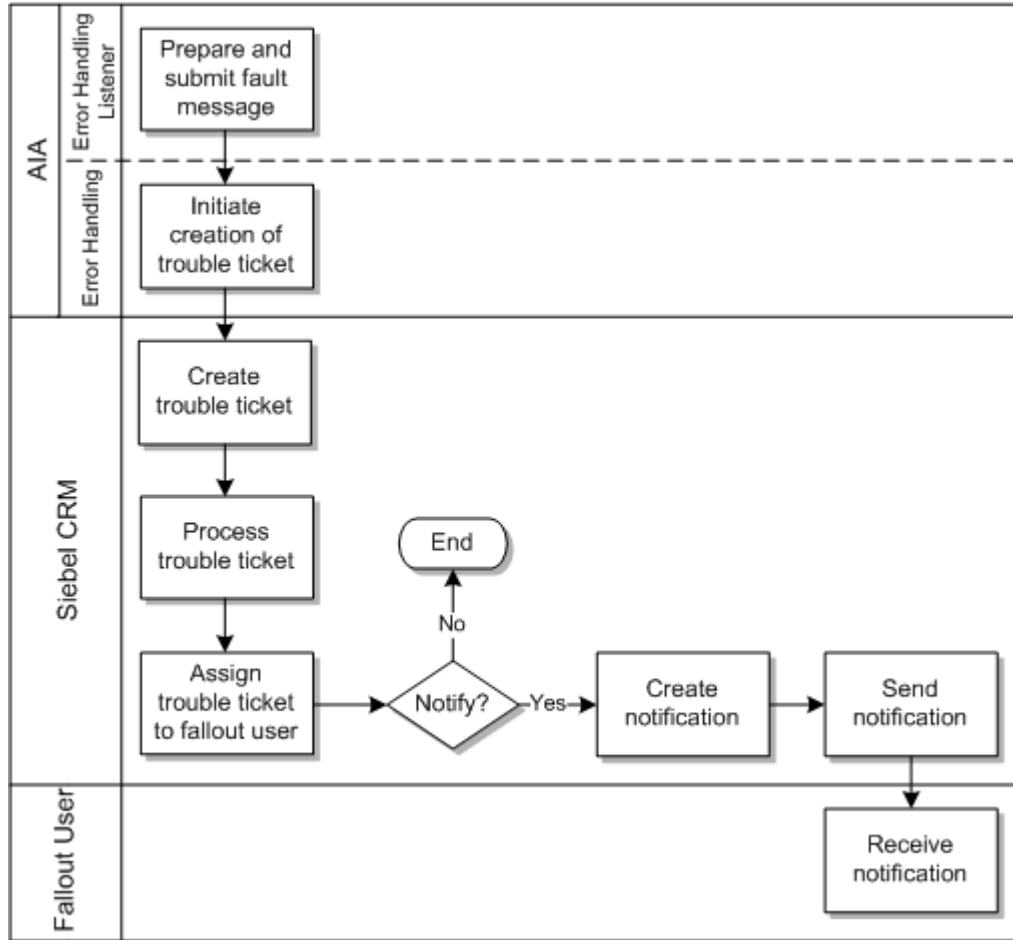 AIA
Error Handling
Listener
Prepare and
submit fault
message
Error Handling
Initiate
creation of
trouble ticket
Siebel CRM
Create
trouble ticket
Process
trouble ticket
End
No
Assign
trouble ticket
to fallout user
Notify?
Yes
Create
notification
Send
notification
Fallout User
Receive
notification